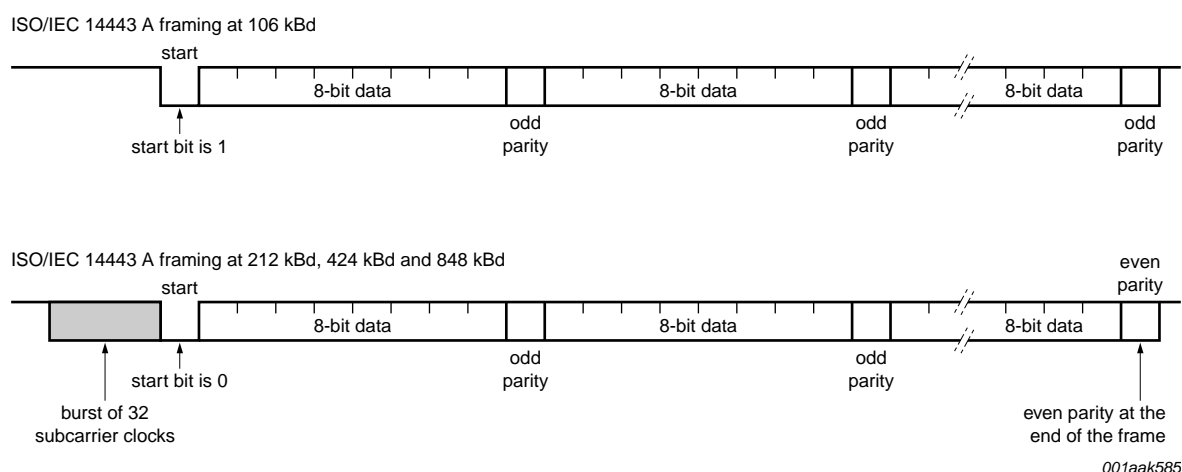 ISO/IEC 14443 A framing at 106 kBd
start
8-bit data 8-bit data 8-bit data
odd parity odd parity odd parity
start bit is 1
ISO/IEC 14443 A framing at 212 kBd, 424 kBd and 848 kBd
even
parity
start
8-bit data 8-bit data 8-bit data
odd parity odd parity
start bit is 0
burst of 32
subcarrier clocks
even parity at the
end of the frame
001aak585